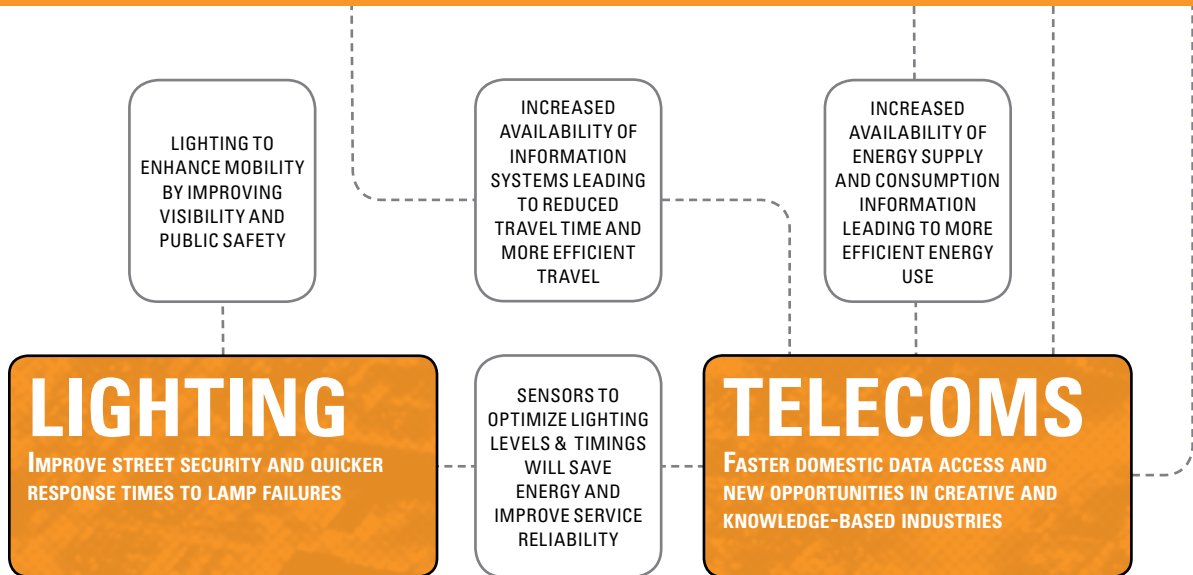 LIGHTING TO
ENHANCE MOBILITY
BY IMPROVING
VISIBILITY AND
PUBLIC SAFETY
INCREASED
AVAILABILITY OF
INFORMATION
SYSTEMS LEADING
TO REDUCED
TRAVEL TIME AND
MORE EFFICIENT
TRAVEL
INCREASED
AVAILABILITY OF
ENERGY SUPPLY
AND CONSUMPTION
INFORMATION
LEADING TO MORE
EFFICIENT ENERGY
USE
LIGHTING
IMPROVE STREET SECURITY AND QUICKER
RESPONSE TIMES TO LAMP FAILURES
SENSORS TO
OPTIMIZE LIGHTING
LEVELS & TIMINGS
WILL SAVE
ENERGY AND
IMPROVE SERVICE
RELIABILITY
TELECOMS
FASTER DOMESTIC DATA ACCESS AND
NEW OPPORTUNITIES IN CREATIVE AND
KNOWLEDGE-BASED INDUSTRIES